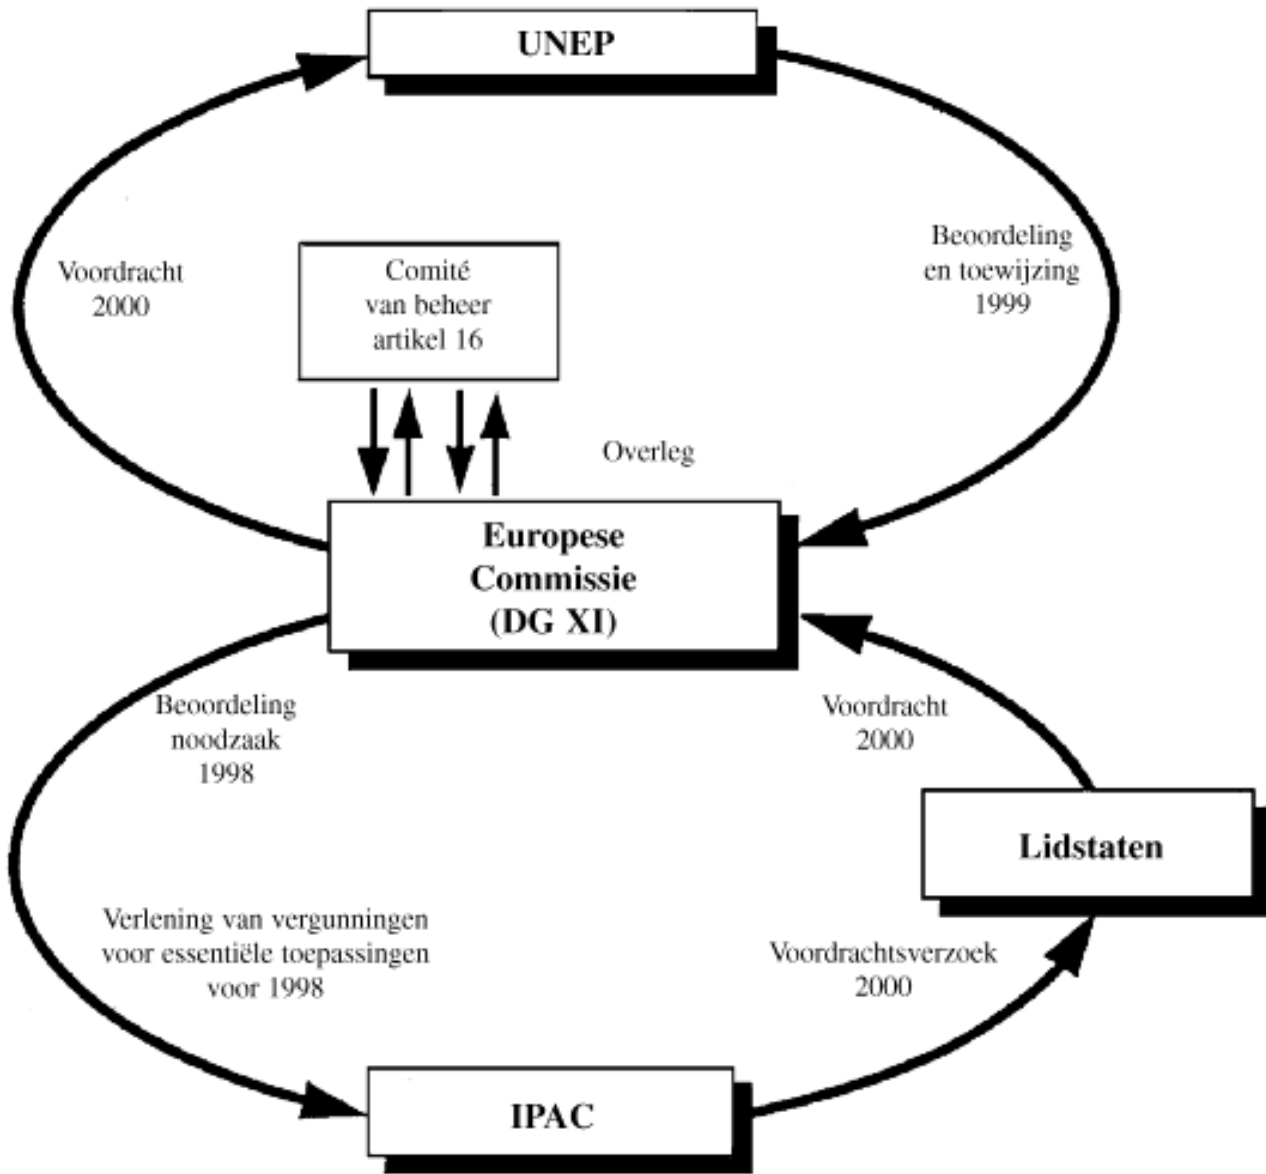 UNEP
Voordracht
2000
Beoordeling
en toewijzing
1999
Comité
van beheer
artikel 16
Overleg
Europese
Commissie
(DG XI)
Beoordeling
noodzaak
1998
Voordracht
2000
Lidstaten
Verlening van vergunningen
voor essentiële toepassingen
voor 1998
Voordrachtsverzoek
2000
IPAC